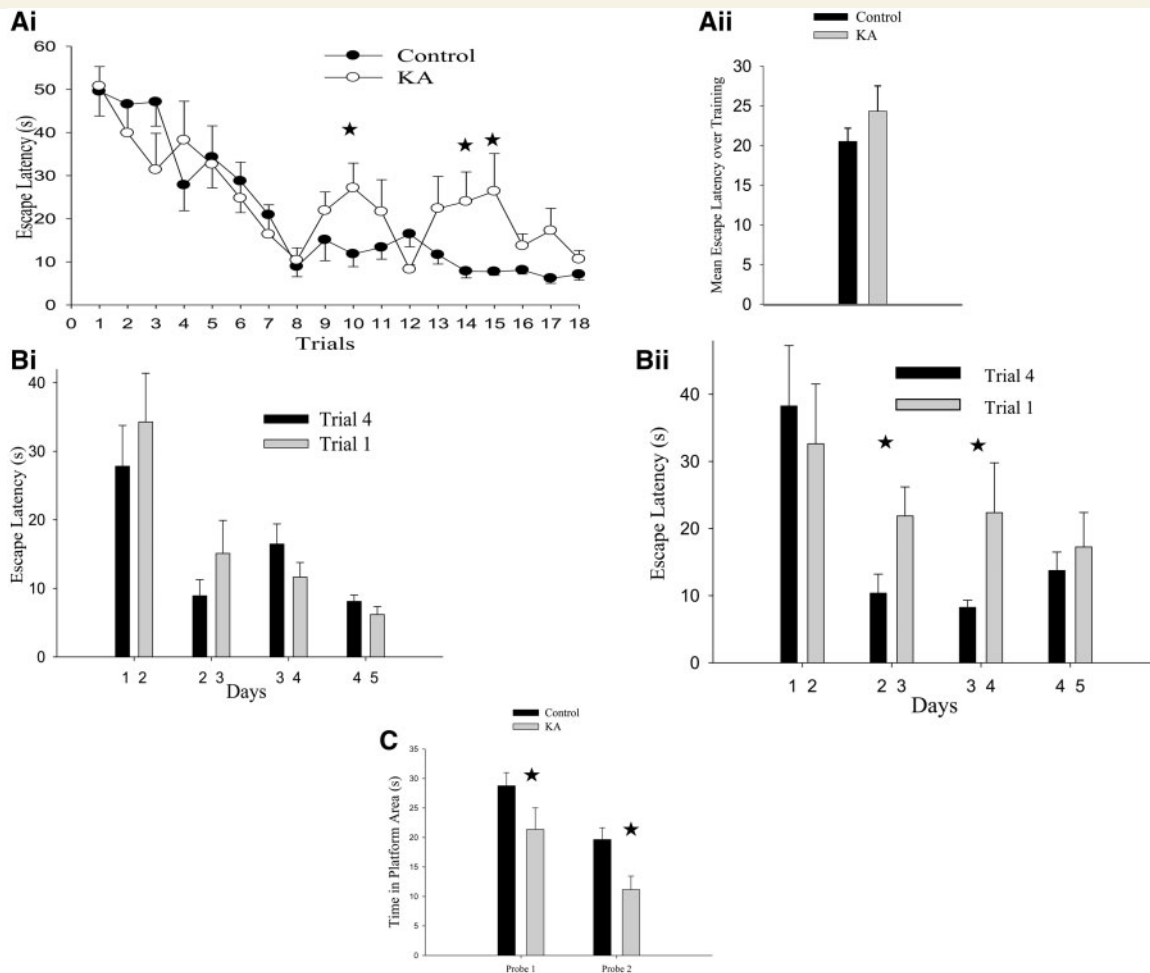 Ai
Control
KA
★
★
★
60
50
40
30
20
10
0
Escape Latency (s)
0 1 2 3 4 5 6 7 8 9 10 11 12 13 14 15 16 17 18
Trials
Aii
Control
KA
30
25
20
15
10
5
0
Mean Escape Latency over Training
Bi
Trial 4
Trial 1
40
30
20
10
0
Escape Latency (s)
1 2 2 3 3 4 4 5
Days
Bii
Trial 4
Trial 1
★
★
40
30
20
10
0
Escape Latency (s)
1 2 2 3 3 4 4 5
Days
C
Control
KA
★
★
35
30
25
20
15
10
5
0
Time in Platform Area (s)
Probe 1 Probe 2